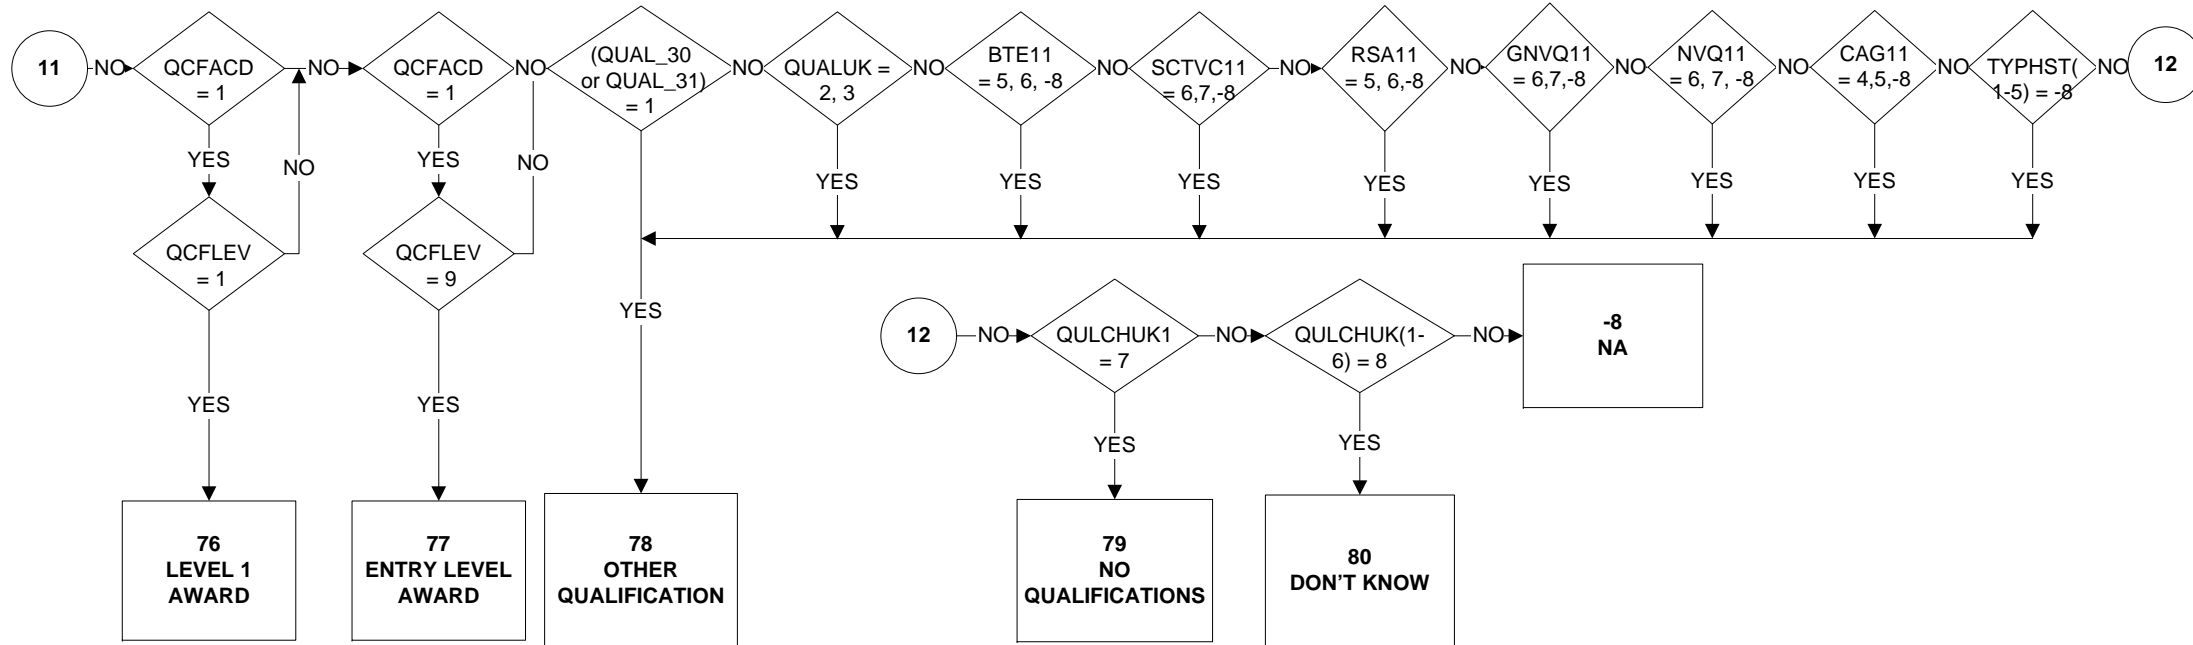 11
NO
QCFACD
= 1
NO
QCFACD
= 1
NO
(QUAL_30
or QUAL_31)
= 1
NO
QUALUK =
2, 3
NO
BTE11
= 5, 6, -8
NO
SCTVC11
= 6,7,-8
NO
RSA11
= 5, 6,-8
NO
GNVQ11
= 6,7,-8
NO
NVQ11
= 6, 7, -8
NO
CAG11
= 4,5,-8
NO
TYPHST(
1-5) = -8
NO
12
YES
NO
YES
NO
YES
YES
YES
YES
YES
YES
YES
YES
QCFLEV
= 1
QCFLEV
= 9
YES
12
NO
QULCHUK1
= 7
NO
QULCHUK(1-
6) = 8
NO
-8
NA
YES
YES
YES
YES
76
LEVEL 1
AWARD
77
ENTRY LEVEL
AWARD
78
OTHER
QUALIFICATION
79
NO
QUALIFICATIONS
80
DON'T KNOW